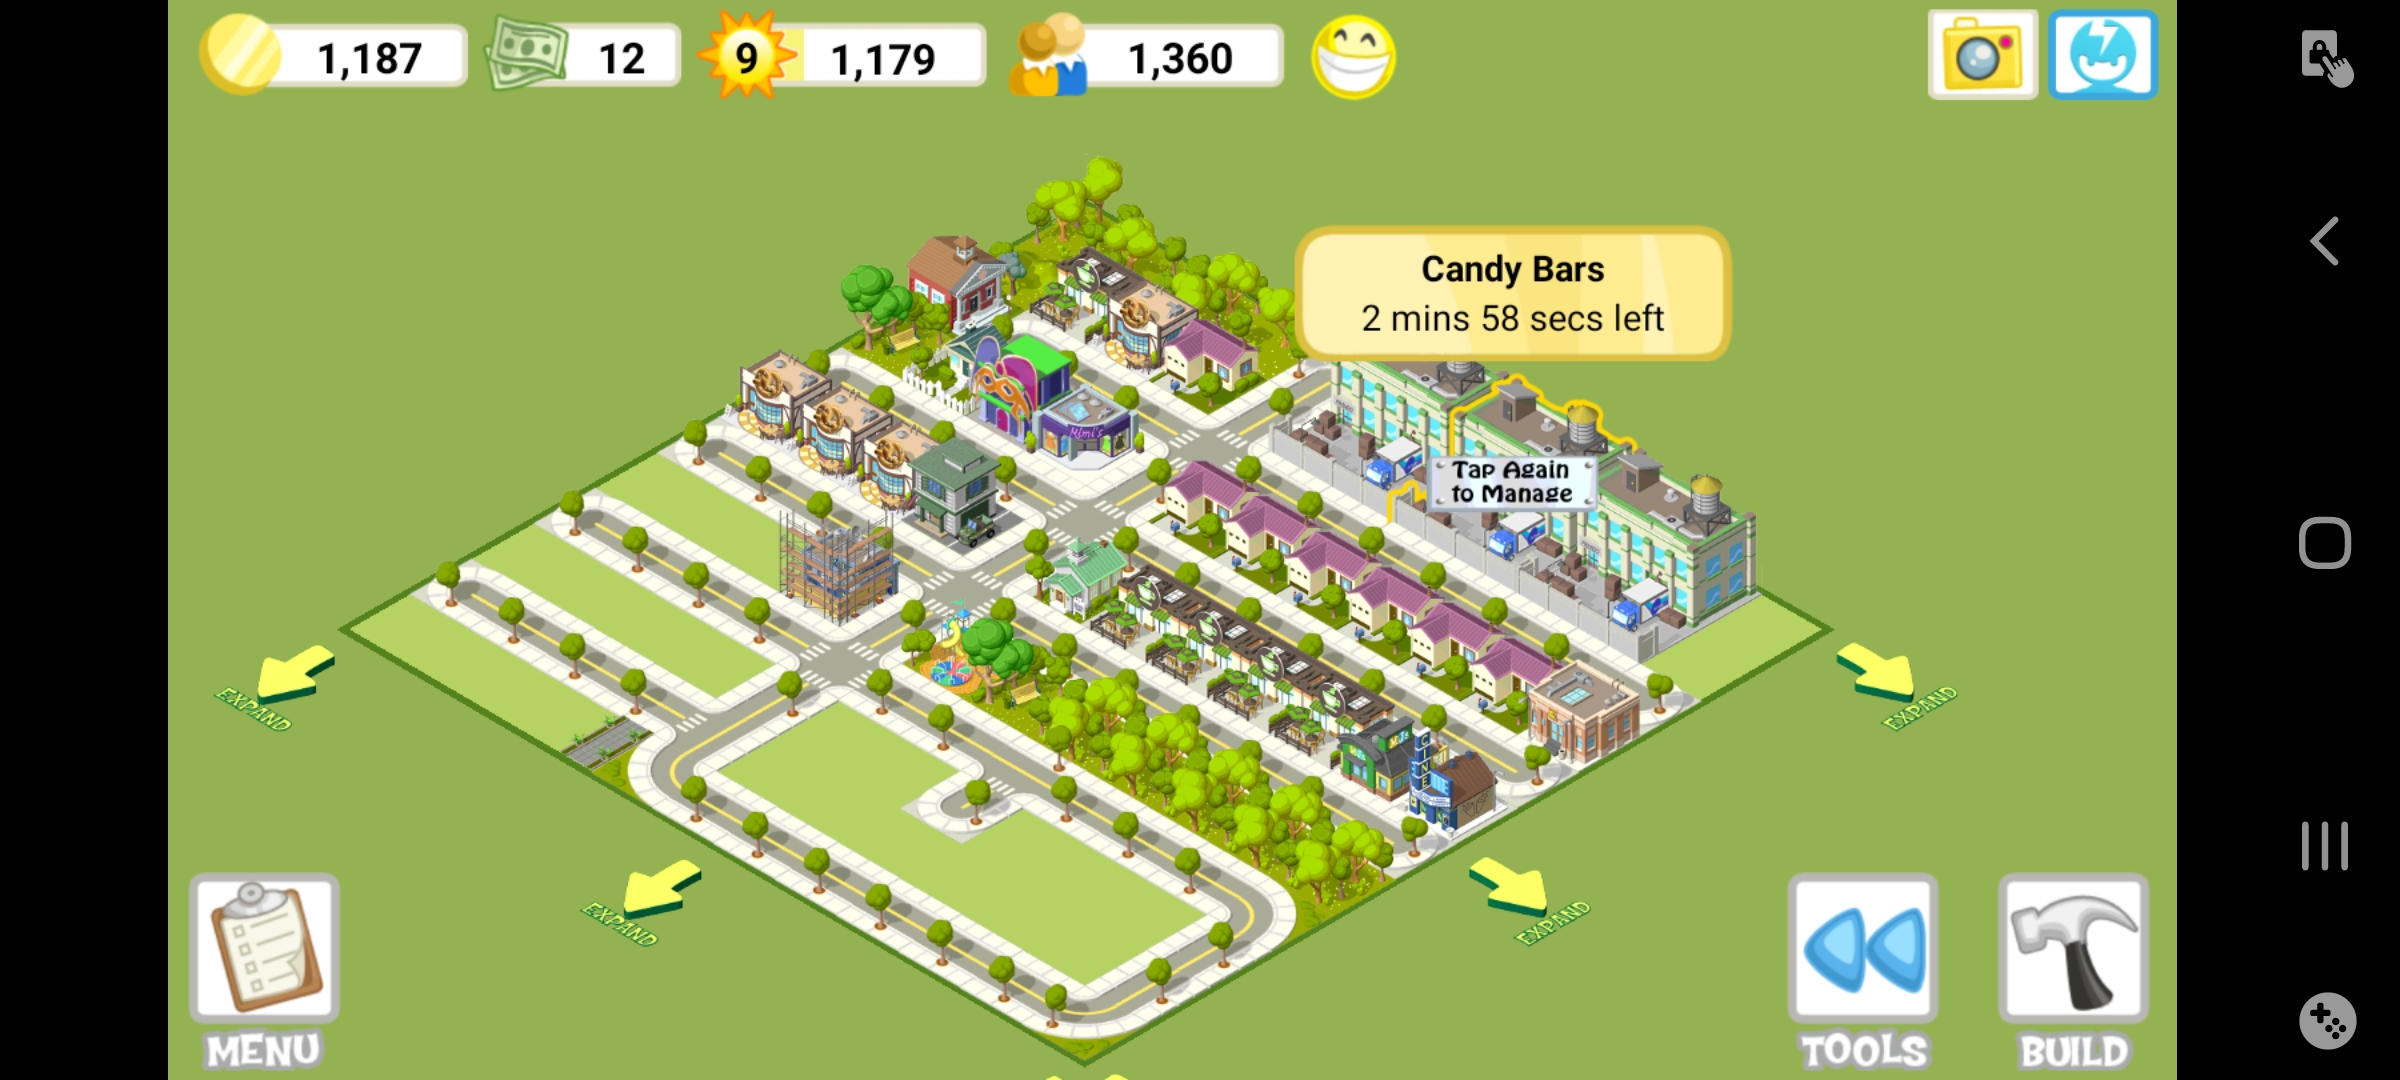 1,187
12
9
1,179
1,360
Candy Bars
2 mins 58 secs left
Mimi's
Tap Again
to Manage
CINE
EXPAND
EXPAND
EXPAND
EXPAND
MENU
TOOLS
BUILD